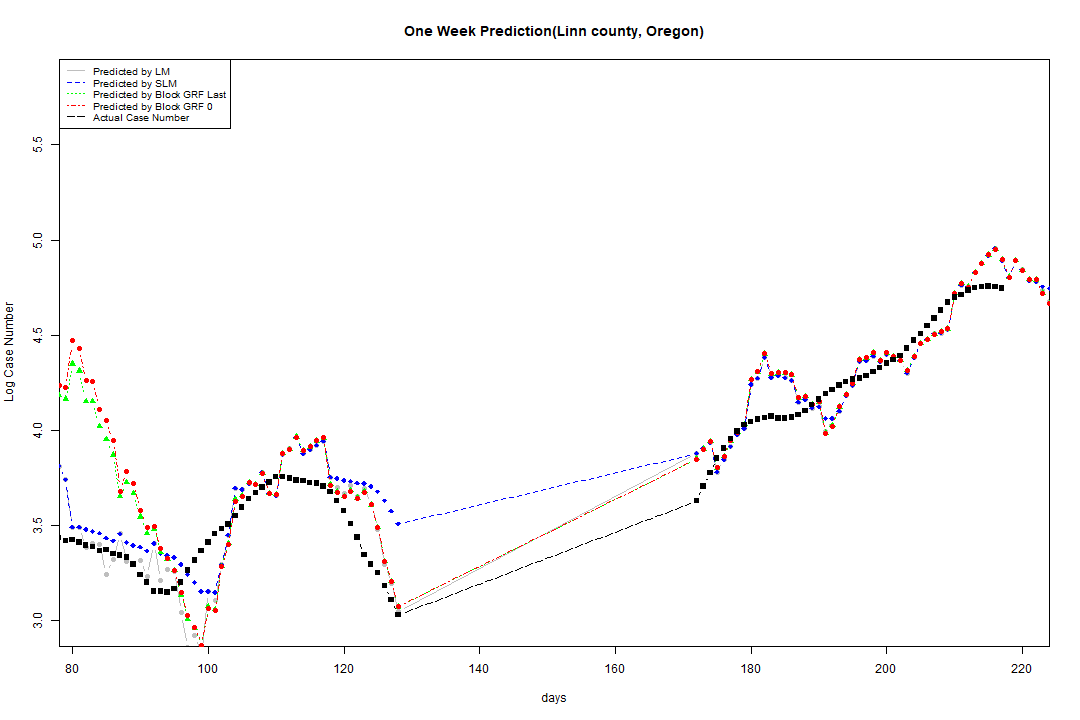 One Week Prediction(Linn county, Oregon)
Predicted by LM
Predicted by SLM
Predicted by Block GRF Last
Predicted by Block GRF 0
Actual Case Number
5.5
5.0
4.5
4.0
3.5
3.0
Log Case Number
80 100 120 140 160 180 200 220
days